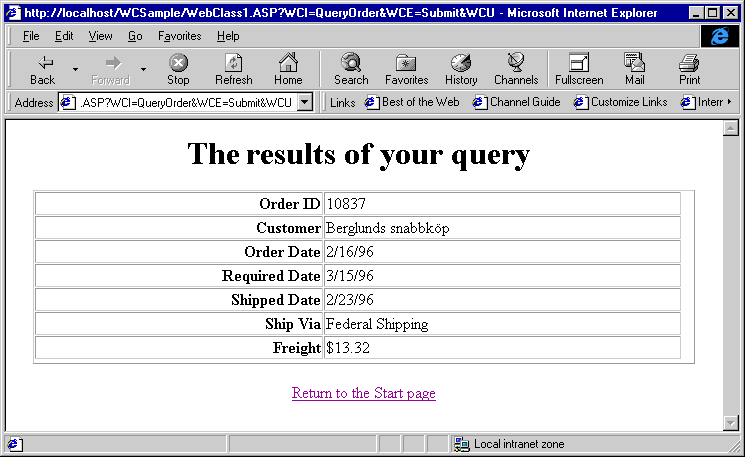 http://localhost/WCSample/WebClass1.ASP?WCI=QueryOrder&WCE=Submit&WCU - Microsoft Internet Explorer
File Edit View Go Favorites Help
Back Forward Stop Refresh Home Search Favorites History Channels Fullscreen Mail Print
Address .ASP?WCI=QueryOrder&WCE=Submit&WCU Links Best of the Web Channel Guide Customize Links Interr
The results of your query
Order ID 10837
Customer Berglunds snabbköp
Order Date 2/16/96
Required Date 3/15/96
Shipped Date 2/23/96
Ship Via Federal Shipping
Freight $13.32
Return to the Start page
Local intranet zone